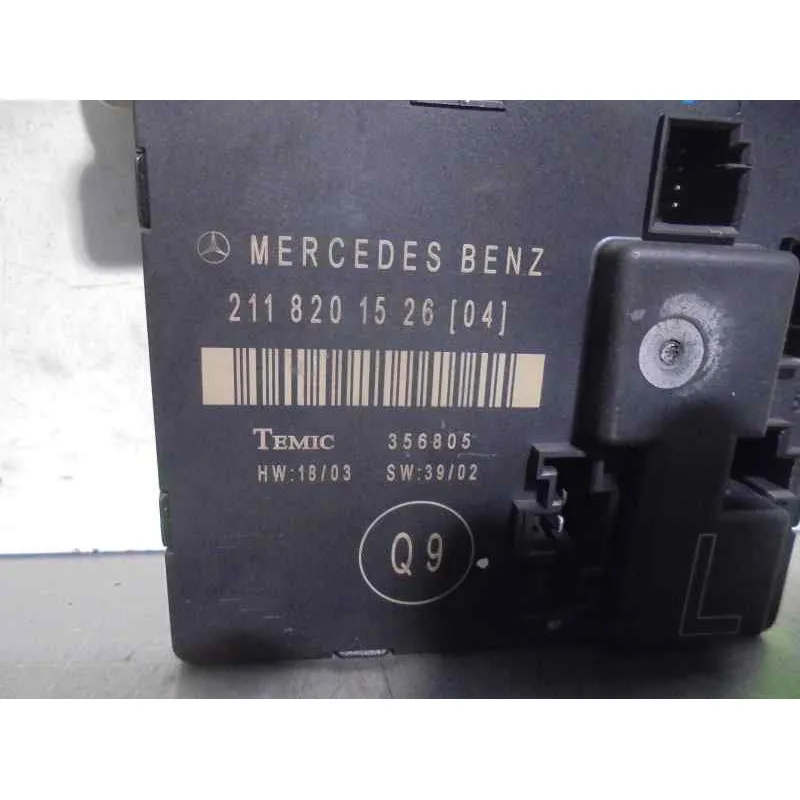 MERCEDES BENZ
211 820 15 26 [04]
TEMIC 356805
HW:18/03 SW:39/02
Q9
L